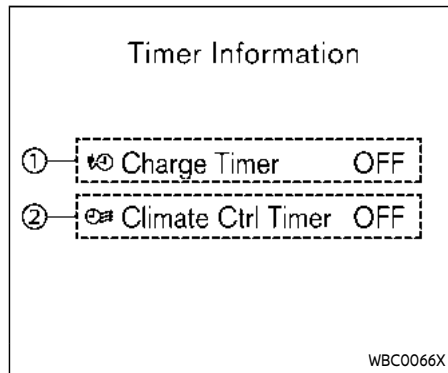 Timer Information
① Charge Timer OFF
② Climate Ctrl Timer OFF
WBC0066X